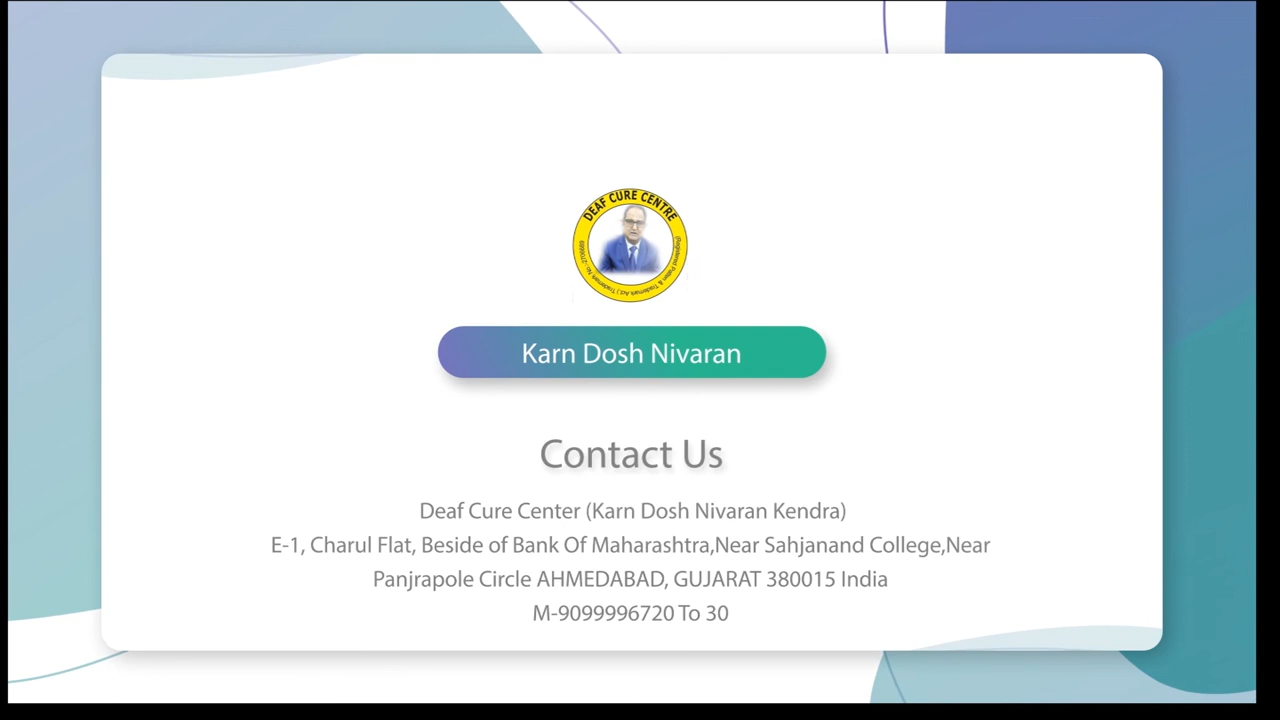 DEAF CURE CENTRE
Karn Dosh Nivaran
Contact Us
Deaf Cure Center (Karn Dosh Nivaran Kendra)
E-1, Charul Flat, Beside of Bank Of Maharashtra,Near Sahjanand College,Near
Panjrapole Circle AHMEDABAD, GUJARAT 380015 India
M-9099996720 To 30